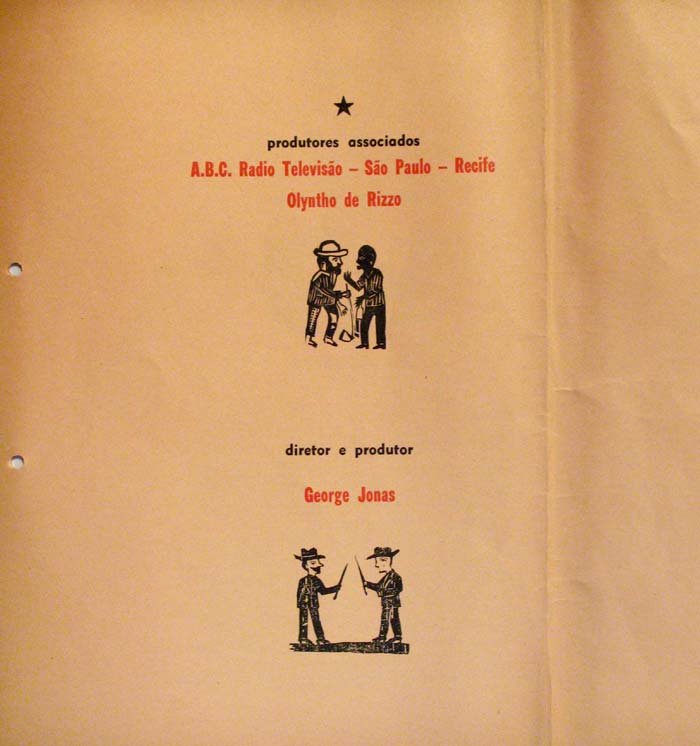 produtores associados
A.B.C. Radio Televisão – São Paulo – Recife
Olyntho de Rizzo
diretor e produtor
George Jonas